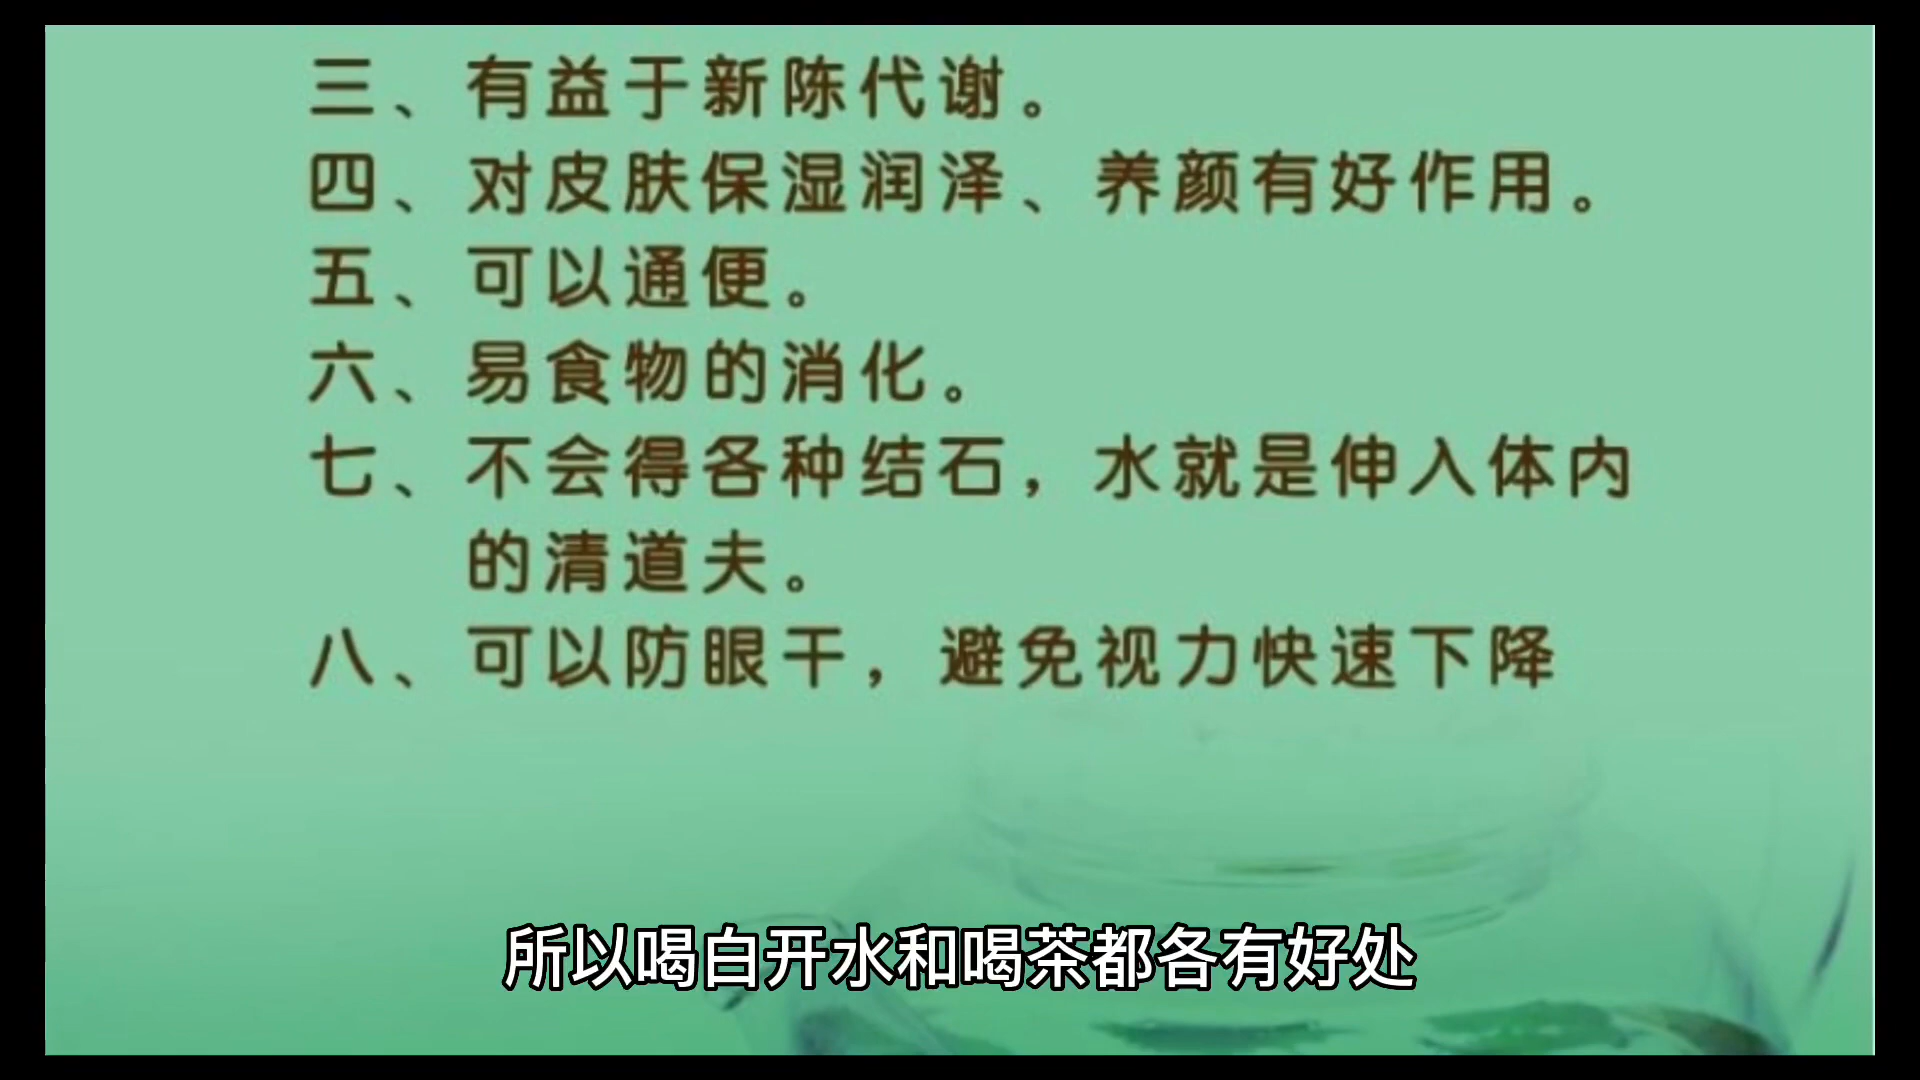 三、有益于新陈代谢。
四、对皮肤保湿润泽、养颜有好作用。
五、可以通便。
六、易食物的消化。
七、不会得各种结石，水就是伸入体内
的清道夫。
八、可以防眼干，避免视力快速下降
所以喝白开水和喝茶都各有好处